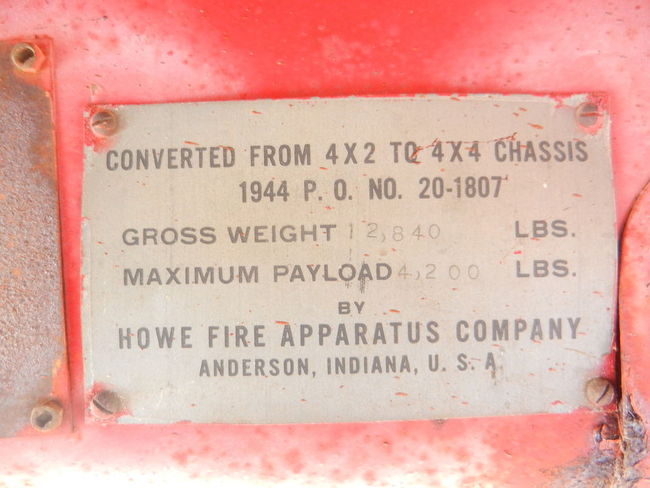 CONVERTED FROM 4X2 TO 4X4 CHASSIS
1944 P. O. NO. 20-1807
GROSS WEIGHT 12,840 LBS.
MAXIMUM PAYLOAD 4,200 LBS.
BY
HOWE FIRE APPARATUS COMPANY
ANDERSON, INDIANA, U. S. A.